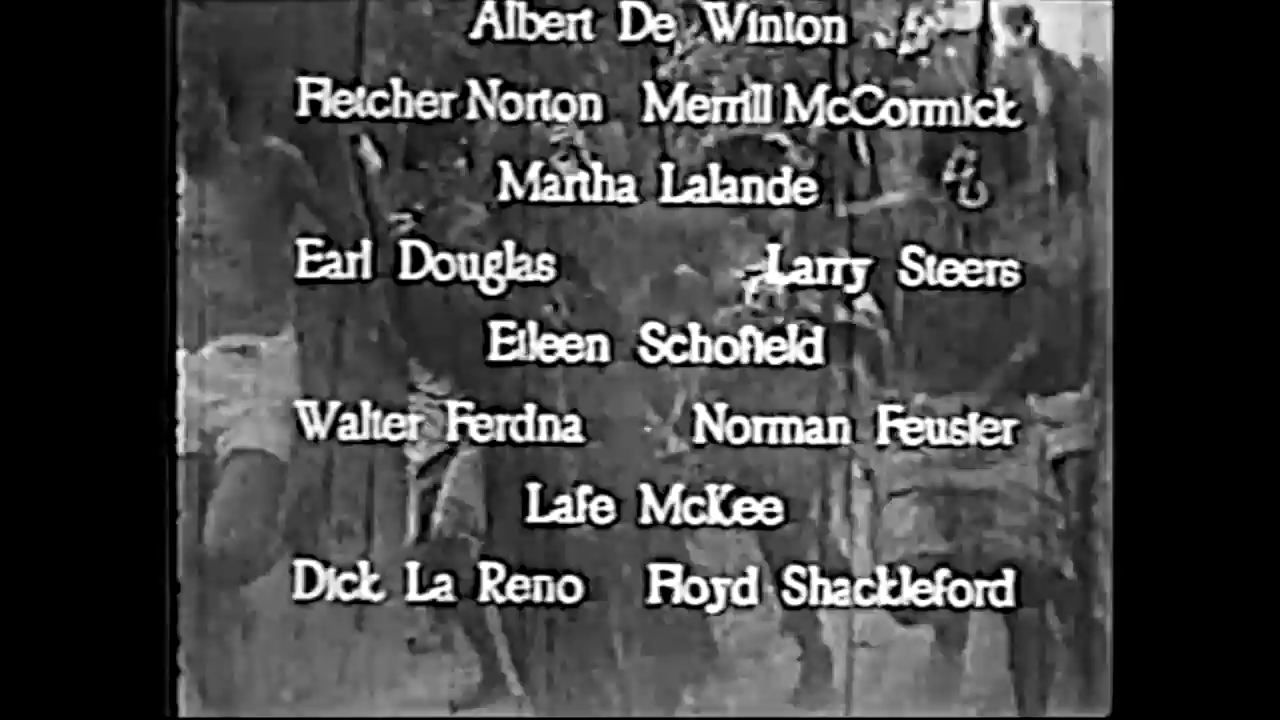 Albert De Winton
Fletcher Norton Merrill McCormick
Martha Lalande
Earl Douglas Larry Steers
Eileen Schofield
Walter Ferdna Norman Feusier
Lafe McKee
Dick La Reno Floyd Shackleford